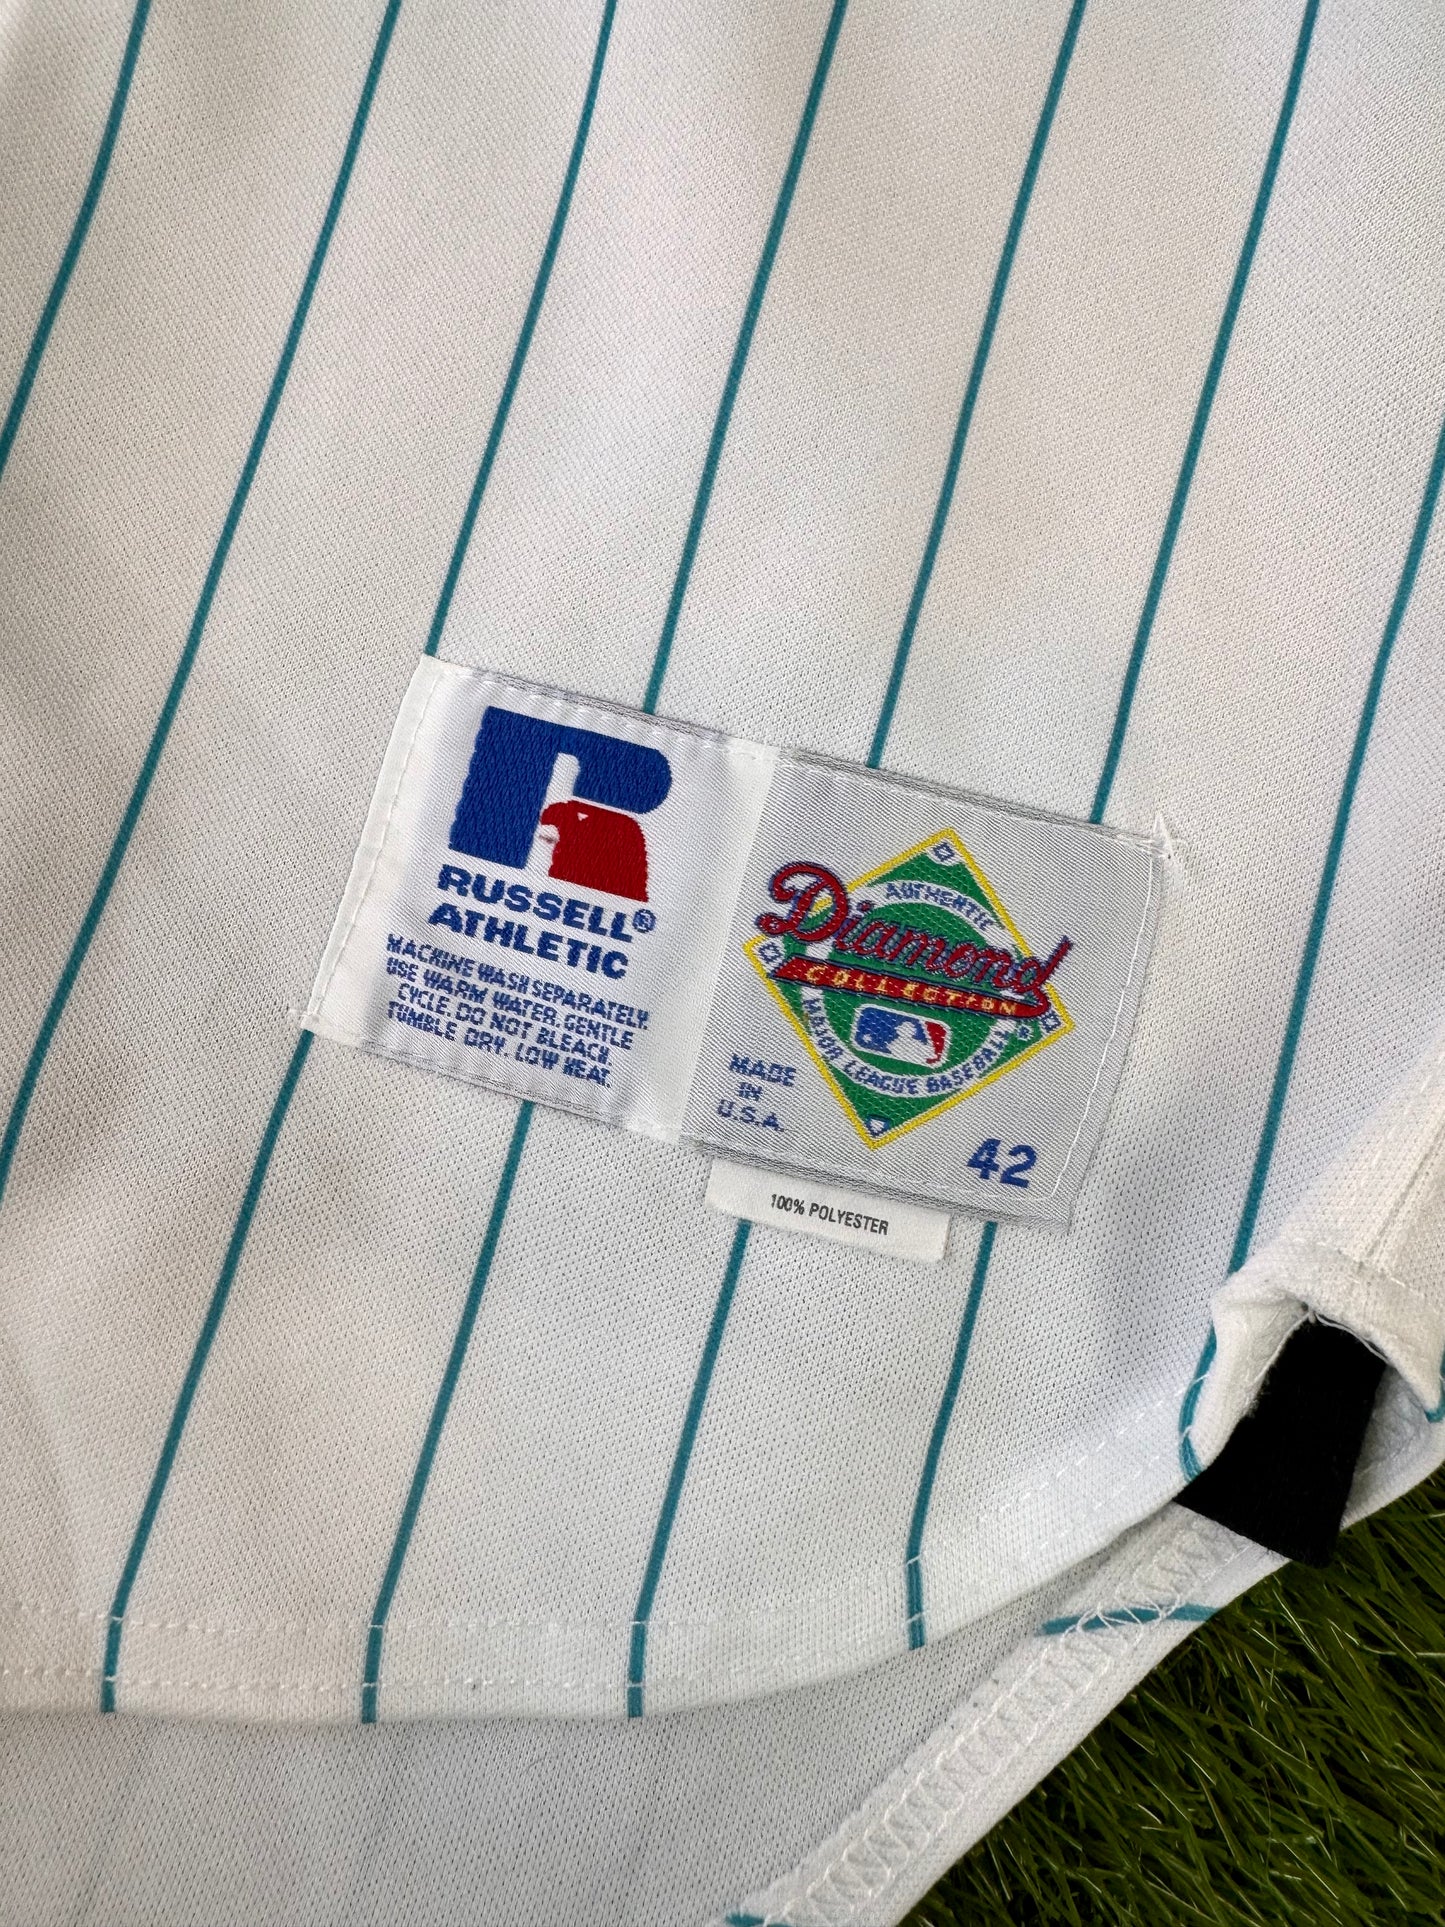 RUSSELL®
ATHLETIC
MACHINE WASH SEPARATELY.
USE WARM WATER. GENTLE
CYCLE. DO NOT BLEACH.
TUMBLE DRY. LOW HEAT.
AUTHENTIC
Diamond
COLLECTION
MAJOR LEAGUE BASEBALL®
MADE
IN
U.S.A.
42
100% POLYESTER